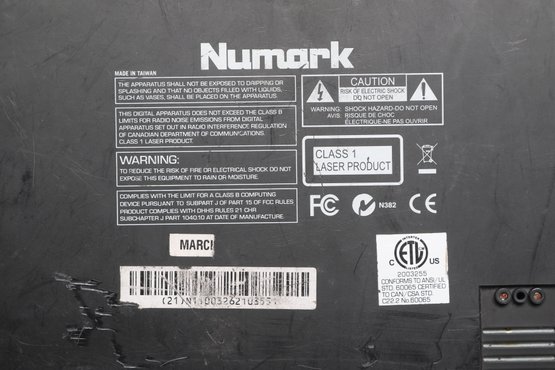 Numark
MADE IN TAIWAN
THE APPARATUS SHALL NOT BE EXPOSED TO DRIPPING OR
SPLASHING AND THAT NO OBJECTS FILLED WITH LIQUIDS,
SUCH AS VASES, SHALL BE PLACED ON THE APPARATUS.
THIS DIGITAL APPARATUS DOES NOT EXCEED THE CLASS B
LIMITS FOR RADIO NOISE EMISSIONS FROM DIGITAL
APPARATUS SET OUT IN RADIO INTERFERENCE REGULATION
OF CANADIAN DEPARTMENT OF COMMUNICATIONS.
CLASS 1 LASER PRODUCT.
WARNING:
TO REDUCE THE RISK OF FIRE OR ELECTRICAL SHOCK DO NOT
EXPOSE THIS EQUIPMENT TO RAIN OR MOISTURE.
COMPLIES WITH THE LIMIT FOR A CLASS B COMPUTING
DEVICE PURSUANT TO SUBPART J OF PART 15 OF FCC RULES
PRODUCT COMPLIES WITH DHHS RULES 21 CHR
SUBCHAPTER J PART 1040.10 AT DATE OF MANUFACTURE.
CAUTION
RISK OF ELECTRIC SHOCK
DO NOT OPEN
WARNING: SHOCK HAZARD-DO NOT OPEN
AVIS: RISQUE DE CHOC
ÉLECTRIQUE-NE PAS OUVRIR
CLASS 1
LASER PRODUCT
FC N382 CE
MARCH
C ETL US
2003255
CONFORMS TO ANSI/UL
STD. 60065 CERTIFIED
TO CAN/CSA STD.
C22.2 No.60065